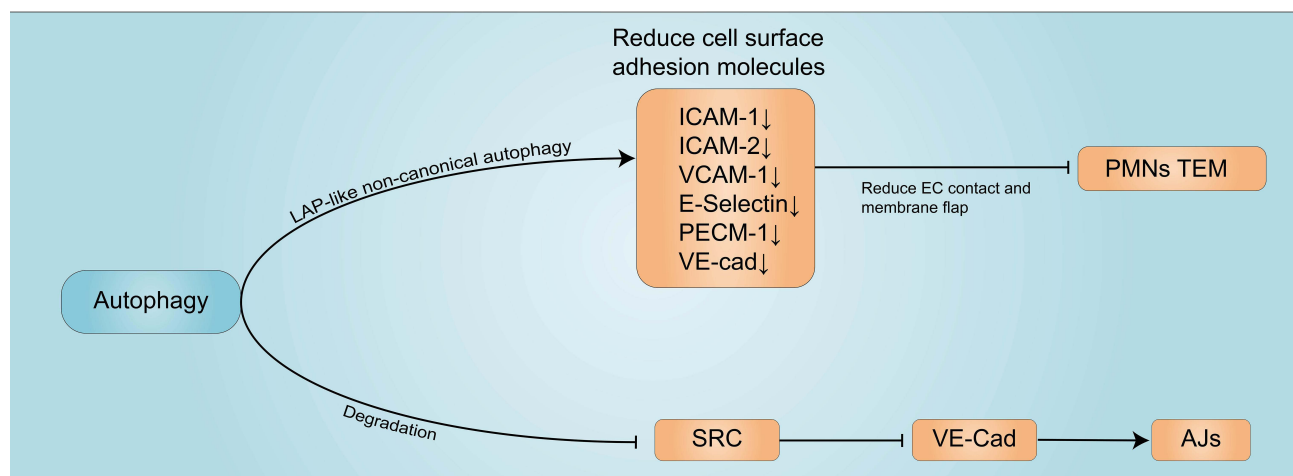 Reduce cell surface
adhesion molecules
ICAM-1↓
ICAM-2↓
VCAM-1↓
E-Selectin↓
PECM-1↓
VE-cad↓
LAP-like non-canonical autophagy
Reduce EC contact and
membrane flap
PMNs TEM
Autophagy
Degradation
SRC
VE-Cad
AJs